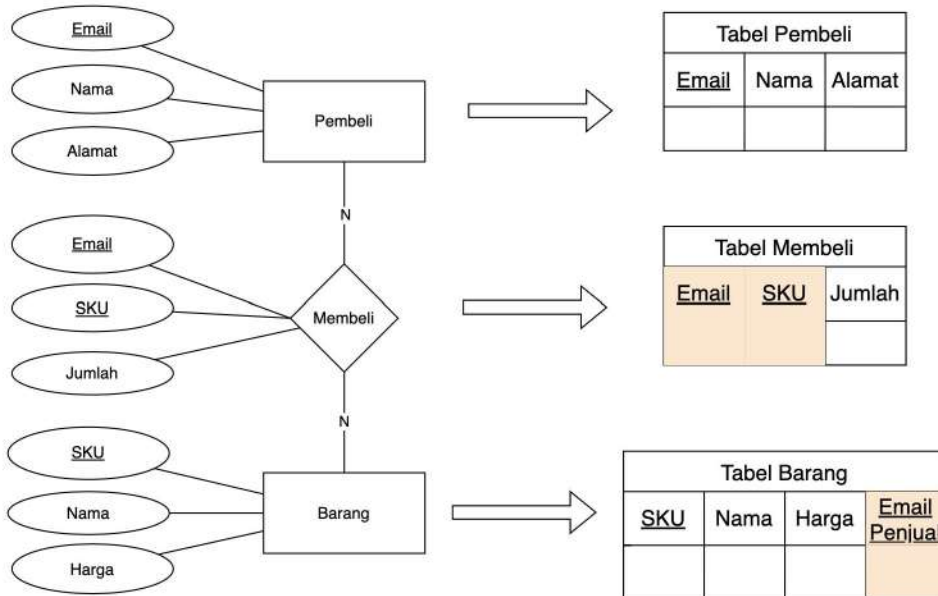 Email
Nama
Alamat
Pembeli
N
Email
SKU
Jumlah
Membeli
N
SKU
Nama
Harga
Barang
Tabel Pembeli
Email Nama Alamat
Tabel Membeli
Email SKU Jumlah
Tabel Barang
SKU Nama Harga Email
Penjual